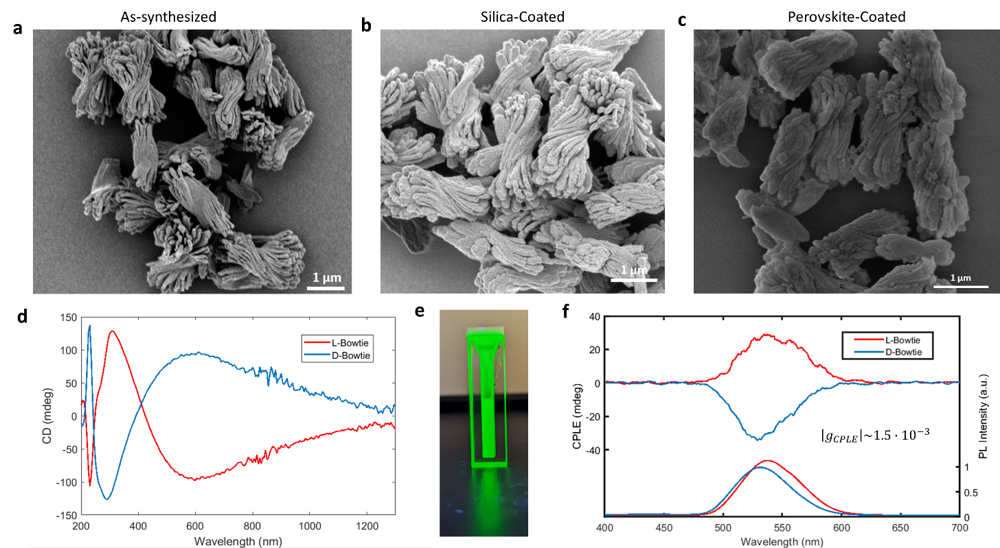 As-synthesized
Silica-Coated
Perovskite-Coated
a
b
c
1 μm
1 μm
1 μm
d
e
f
150
100
50
0
-50
-100
-150
CD (mdeg)
L-Bowtie
D-Bowtie
200
400
600
800
1000
1200
Wavelength (nm)
40
20
0
-20
-40
CPLE (mdeg)
L-Bowtie
D-Bowtie
|g_CPLE|~1.5 · 10⁻³
1
0.5
0
PL Intensity (a.u.)
400
450
500
550
600
650
700
Wavelength (nm)